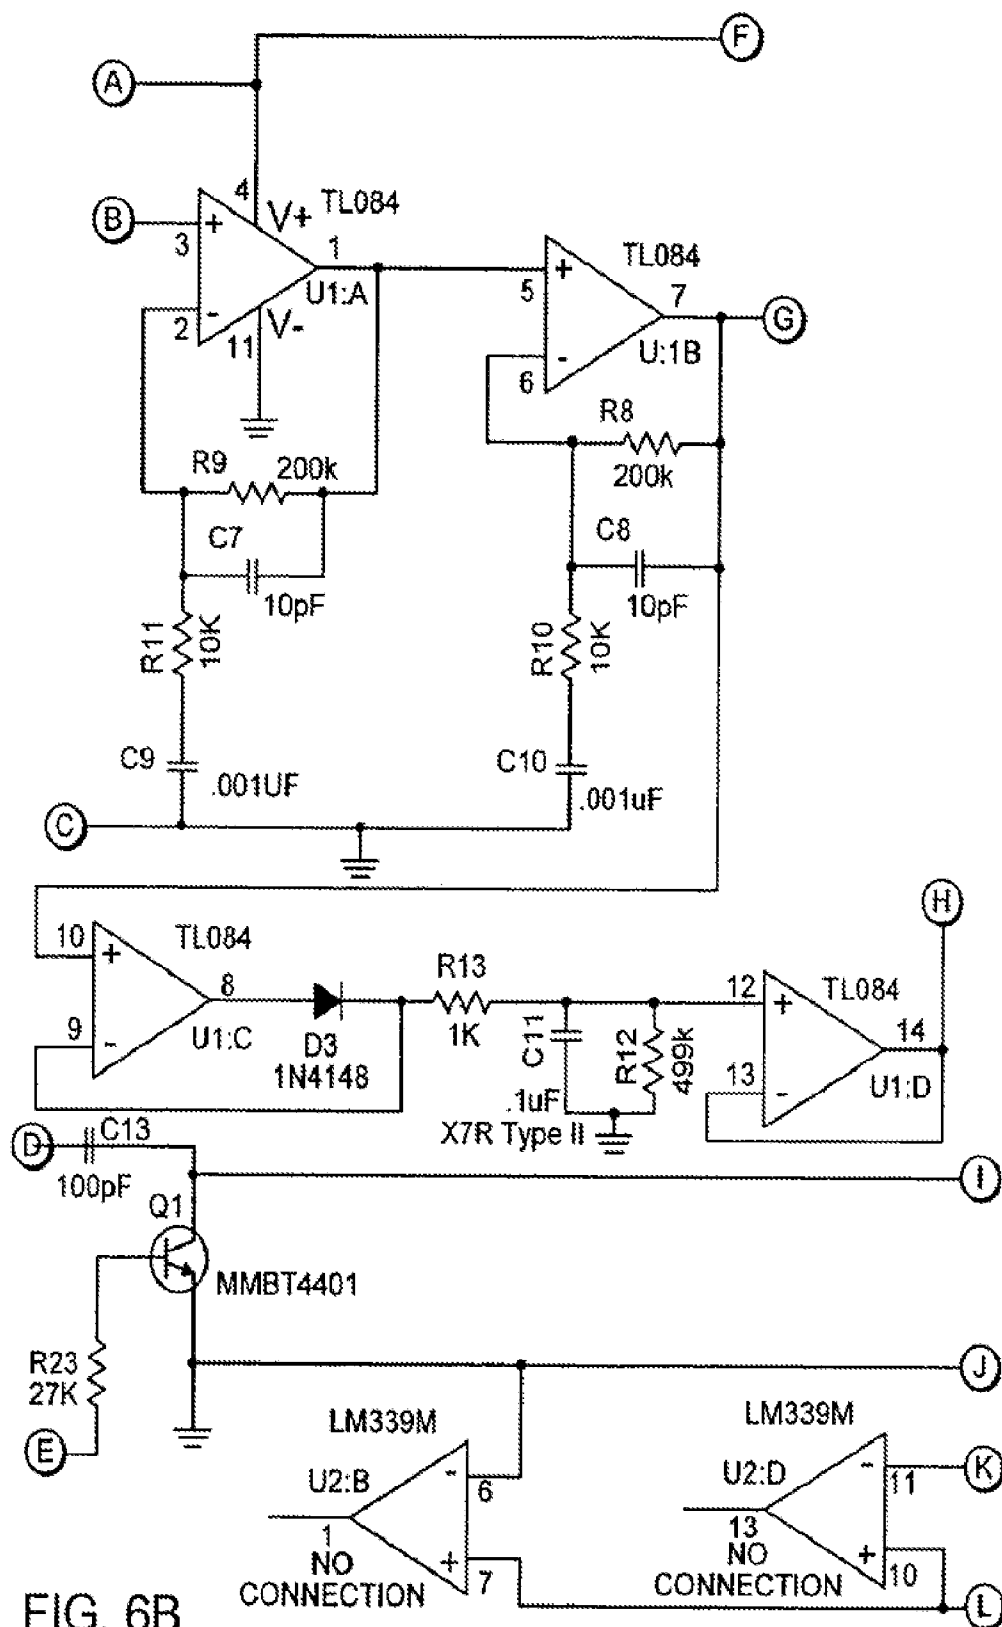 F
A
4
V+
TL084
B
+
3
1
TL084
U1:A
+
5
7
G
-
2
V-
11
U:1B
-
6
R8
R9
200k
200k
C7
C8
10pF
10pF
R11
10K
R10
10K
C9
C10
.001UF
.001uF
C
H
10
+
TL084
8
R13
12
+
TL084
14
9
-
U1:C
D3
1K
C11
R12
499k
13
-
U1:D
1N4148
.1uF
X7R Type II
D
C13
100pF
I
Q1
MMBT4401
R23
27K
J
LM339M
LM339M
E
U2:B
-
6
U2:D
-
11
K
1
NO
CONNECTION
+
7
13
NO
CONNECTION
+
10
L
FIG. 6B